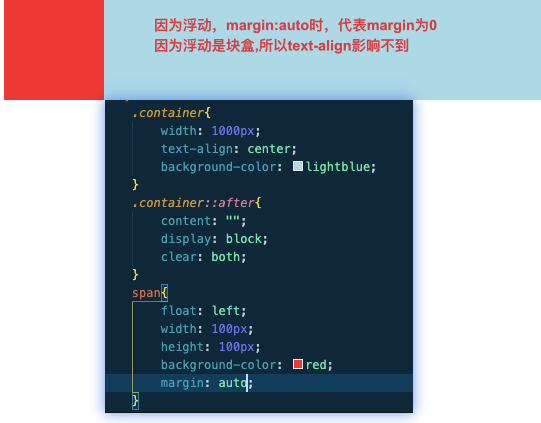 因为浮动，margin:auto时，代表margin为0
因为浮动是块盒,所以text-align影响不到
.container{
width: 1000px;
text-align: center;
background-color: lightblue;
}
.container::after{
content: "";
display: block;
clear: both;
}
span{
float: left;
width: 100px;
height: 100px;
background-color: red;
margin: auto;
}